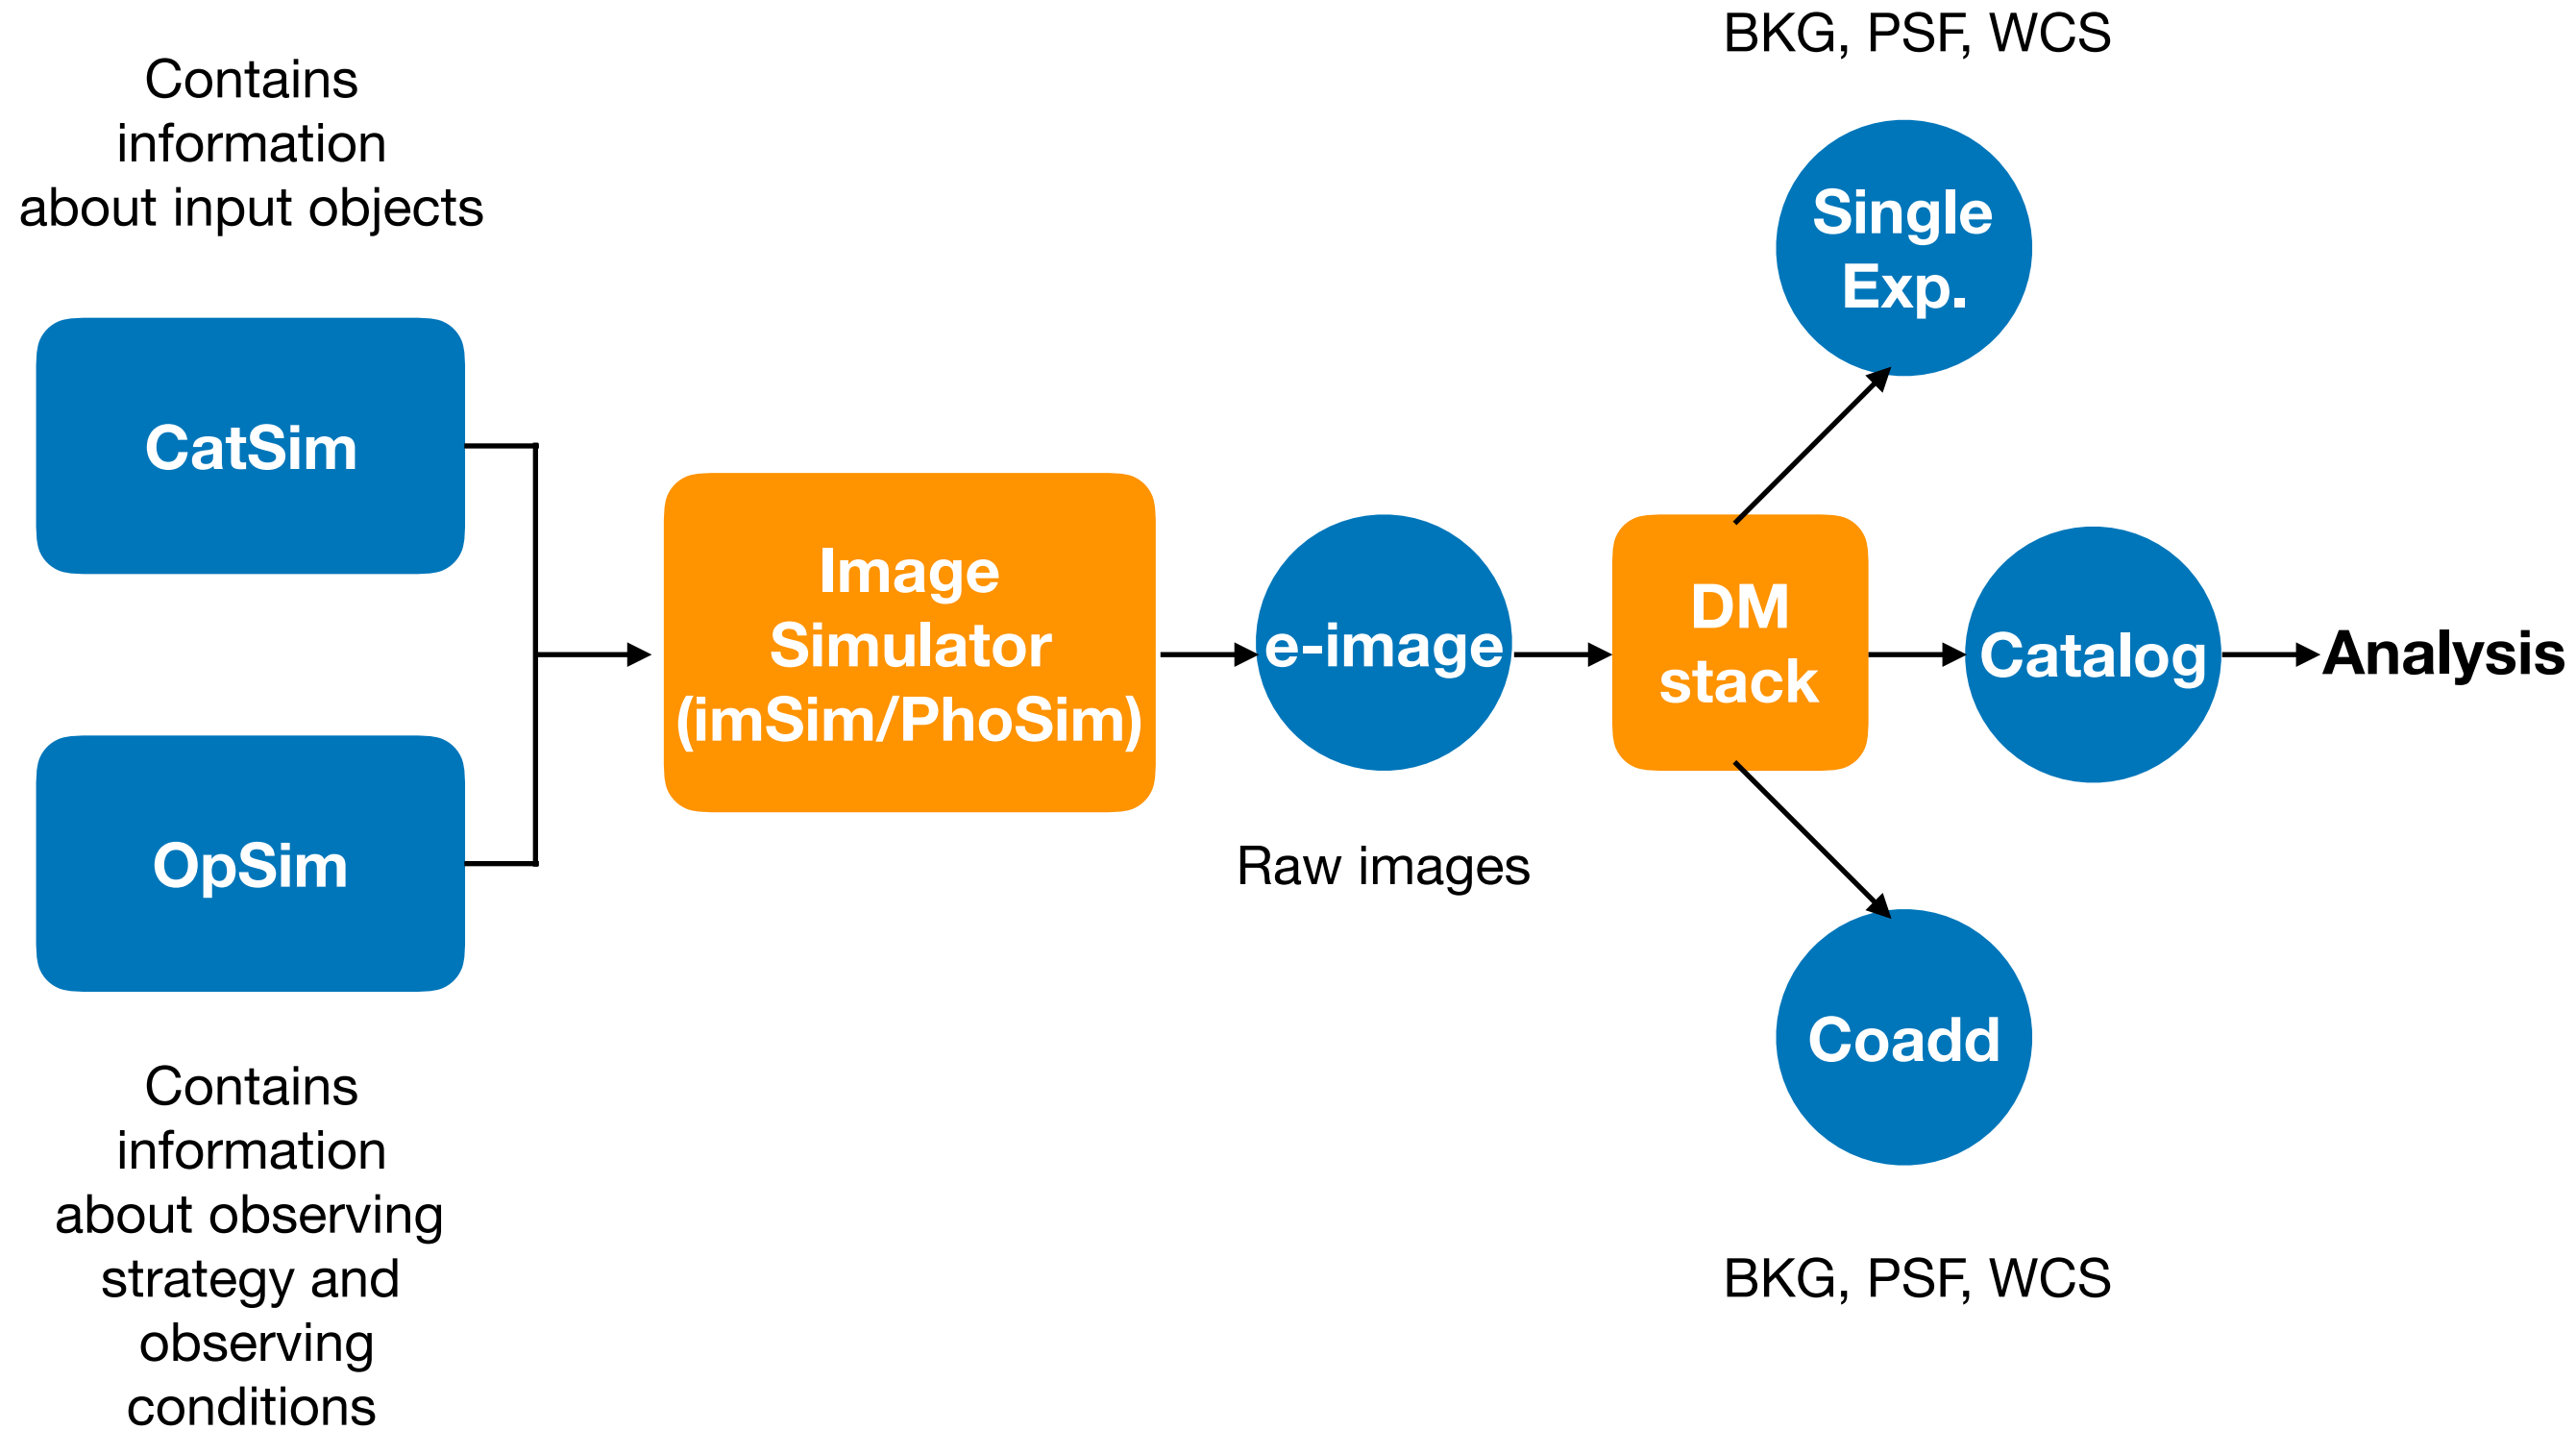 Contains
information
about input objects
CatSim
OpSim
Contains
information
about observing
strategy and
observing
conditions
Image
Simulator
(imSim/PhoSim)
e-image
Raw images
DM
stack
BKG, PSF, WCS
Single
Exp.
Catalog
Analysis
Coadd
BKG, PSF, WCS